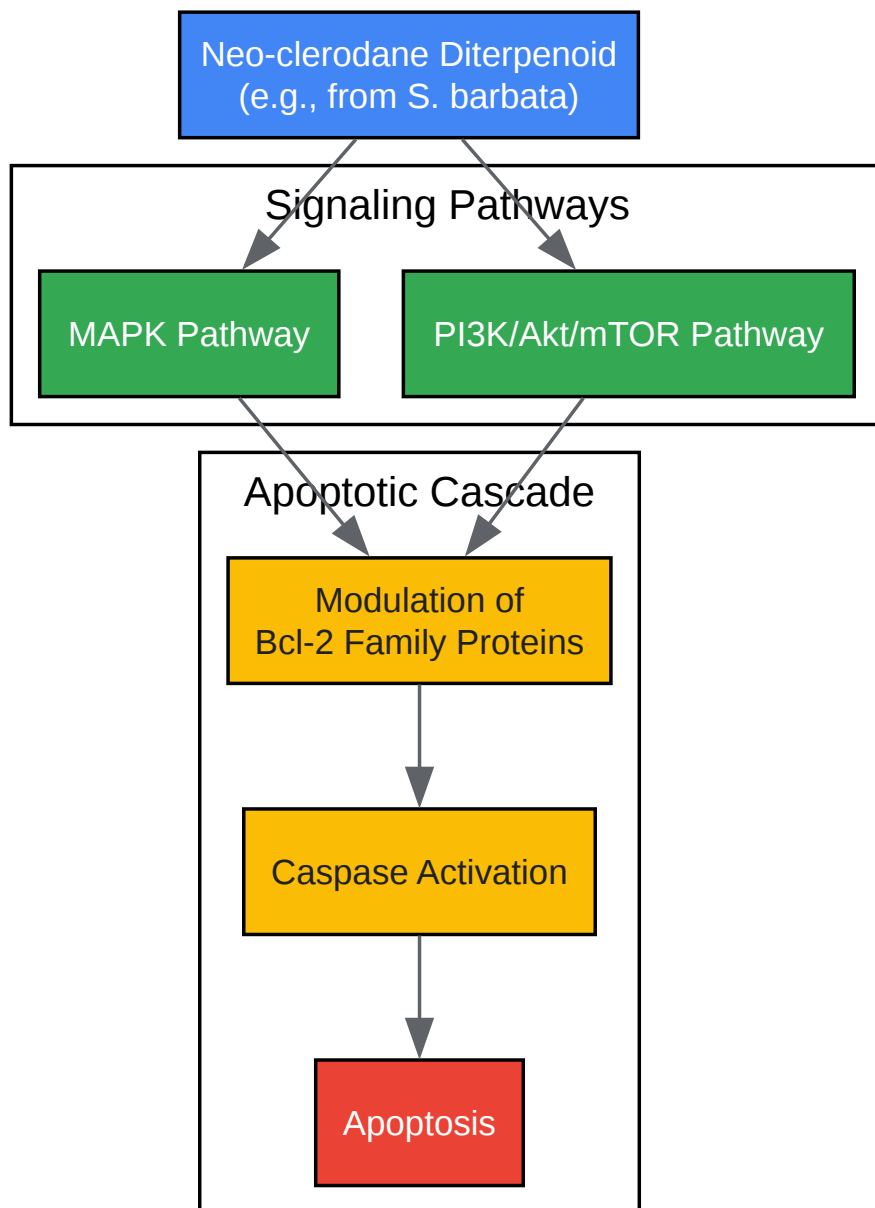 Neo-clerodane Diterpenoid
(e.g., from S. barbata)
Signaling Pathways
MAPK Pathway
PI3K/Akt/mTOR Pathway
Apoptotic Cascade
Modulation of
Bcl-2 Family Proteins
Caspase Activation
Apoptosis